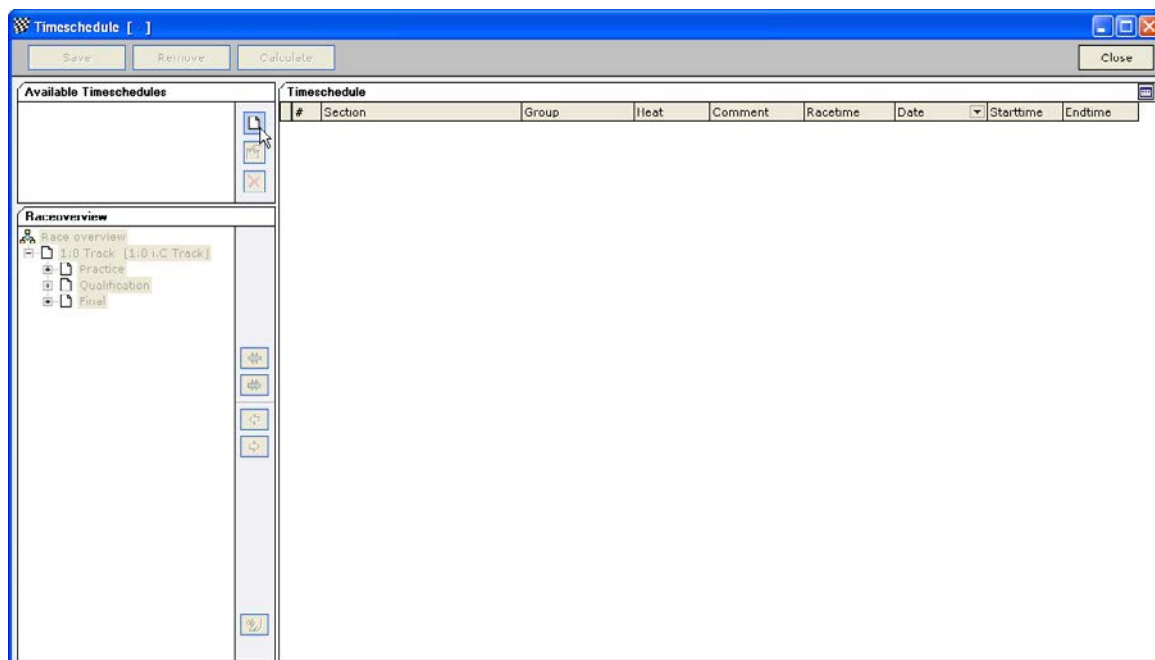 Timeschedule [ ]
Save Remove Calculate Close
Available Timeschedules
Timeschedule
# Section Group Heat Comment Racetime Date Starttime Endtime
Raceoverview
Race overview
1:8 Track [1:8 I.C Track]
Practice
Qualification
Final